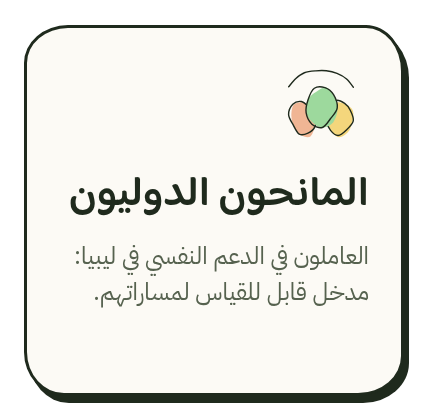 المانحون الدوليون
العاملون في الدعم النفسي في ليبيا:
مدخل قابل للقياس لمساراتهم.